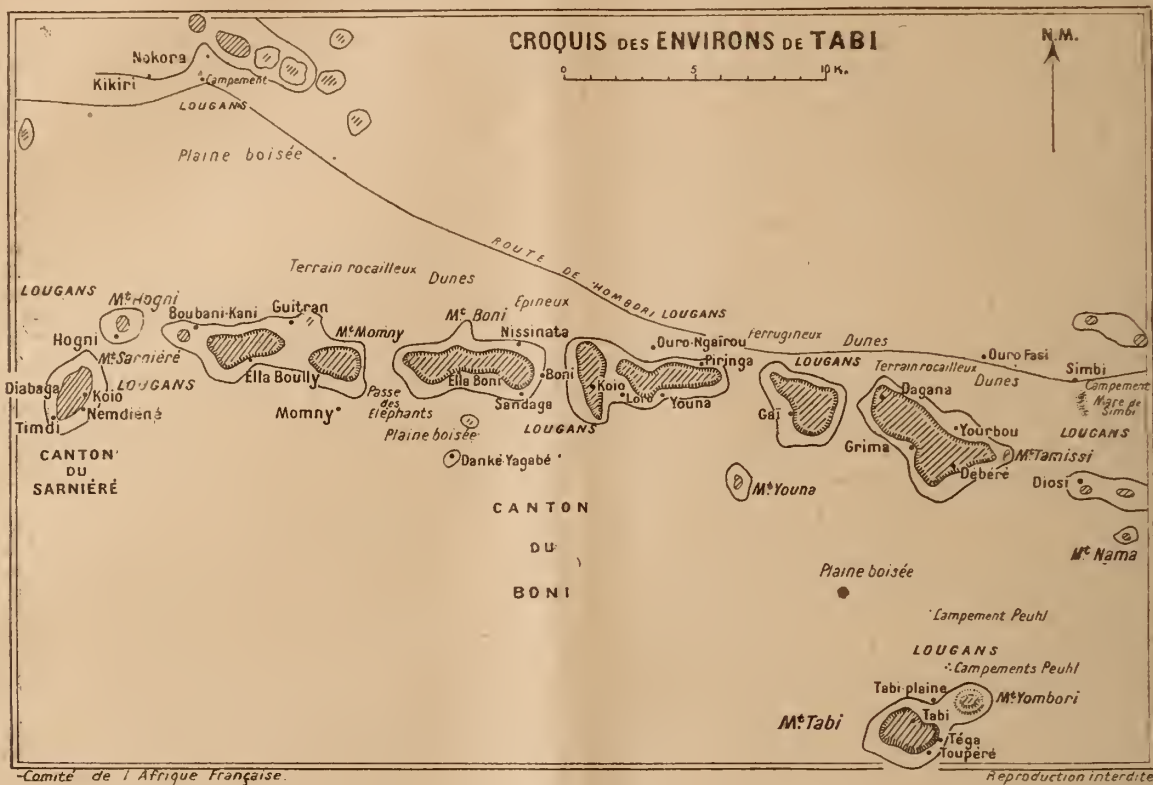 CROQUIS DES ENVIRONS DE TABI
N.M.
0 5 10 K.
Nokora
Kikiri
Campement
LOUGANS
Plaine boisée
ROUTE DE HOMBORI
LOUGANS
Terrain rocailleux
Dunes
Epineux
LOUGANS
Mt Hogni
Boubani-Kani
Guitran
Mt Momny
Mt Boni
Nissinata
Ouro-Ngaïrou
Ferrugineux
Dunes
Ouro Fasi
Hogni
Mt Sarniéré
Piringa
LOUGANS
Terrain rocailleux
Dunes
Simbi
Diabaga
LOUGANS
Koio
Nemdiéné
Timdi
Ella Boully
Momny
Passe des Eléphants
Ella Boni
Boni
Sandaga
Koio
Loro
Youna
LOUGANS
Gaï
Dagana
Campement
Mare de Simbi
LOUGANS
Yourbou
Grima
Mt Tamissi
Débéré
Diosi
Plaine boisée
Danké-Yagabé
Mt Youna
CANTON
DU
SARNIÉRÉ
CANTON
DU
BONI
Mt Nama
Plaine boisée
Campement Peuhl
LOUGANS
Campements Peuhl
Tabi-plaine
Mt Yombori
Mt Tabi
Tabi
Téga
Toupéré
Comité de l'Afrique Française.
Reproduction interdite